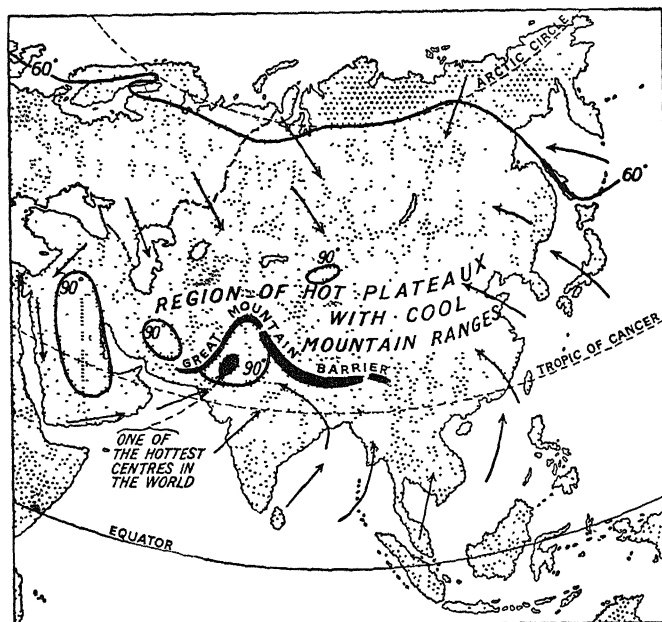 ARCTIC CIRCLE
60°
60°
90°
90°
REGION OF HOT PLATEAUX
WITH COOL
MOUNTAIN RANGES
90°
GREAT MOUNTAIN BARRIER
90°
TROPIC OF CANCER
ONE OF
THE HOTTEST
CENTRES IN
THE WORLD
EQUATOR